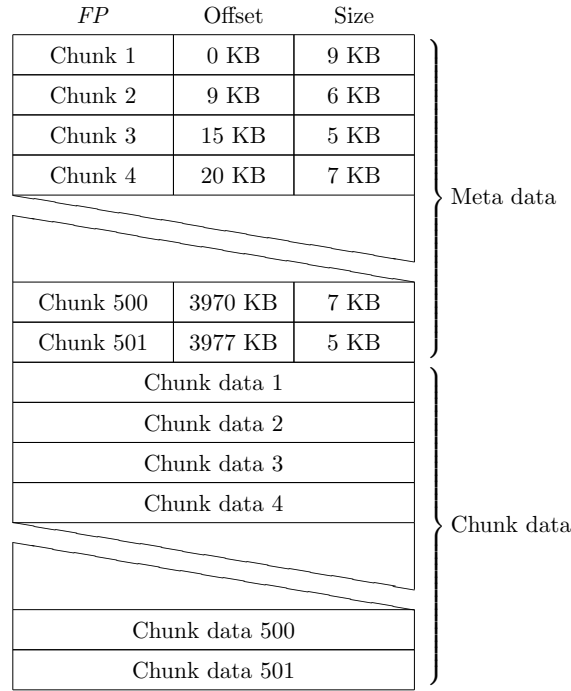 FP Offset Size
Chunk 1 0 KB 9 KB
Chunk 2 9 KB 6 KB
Chunk 3 15 KB 5 KB
Chunk 4 20 KB 7 KB
Meta data
Chunk 500 3970 KB 7 KB
Chunk 501 3977 KB 5 KB
Chunk data 1
Chunk data 2
Chunk data 3
Chunk data 4
Chunk data
Chunk data 500
Chunk data 501